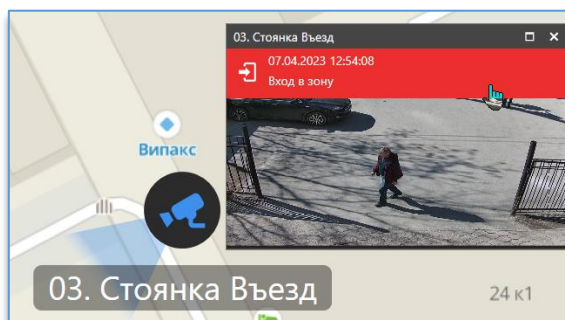 03. Стоянка Въезд
07.04.2023 12:54:08
Вход в зону
Випакс
03. Стоянка Въезд
24 к1